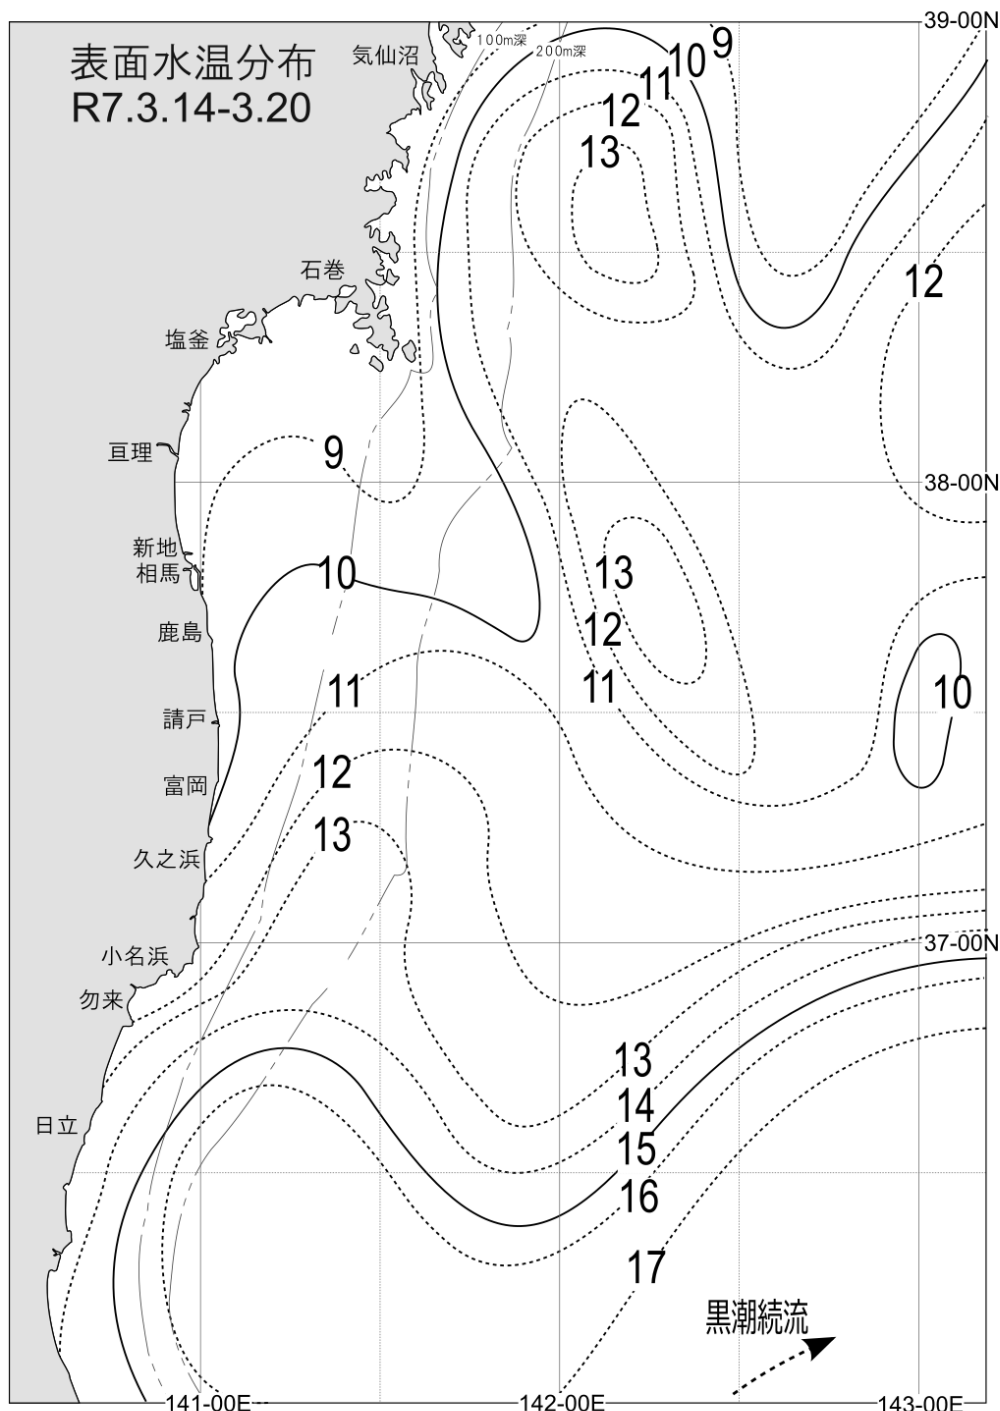 39-00N
表面水温分布
R7.3.14-3.20
気仙沼
100m深
200m深
9
10
11
12
13
石巻
12
塩釜
亘理
9
38-00N
新地
相馬
10
13
鹿島
12
11
11
10
請戸
富岡
12
13
久之浜
37-00N
小名浜
勿来
13
14
日立
15
16
17
黒潮続流
141-00E
142-00E
143-00E